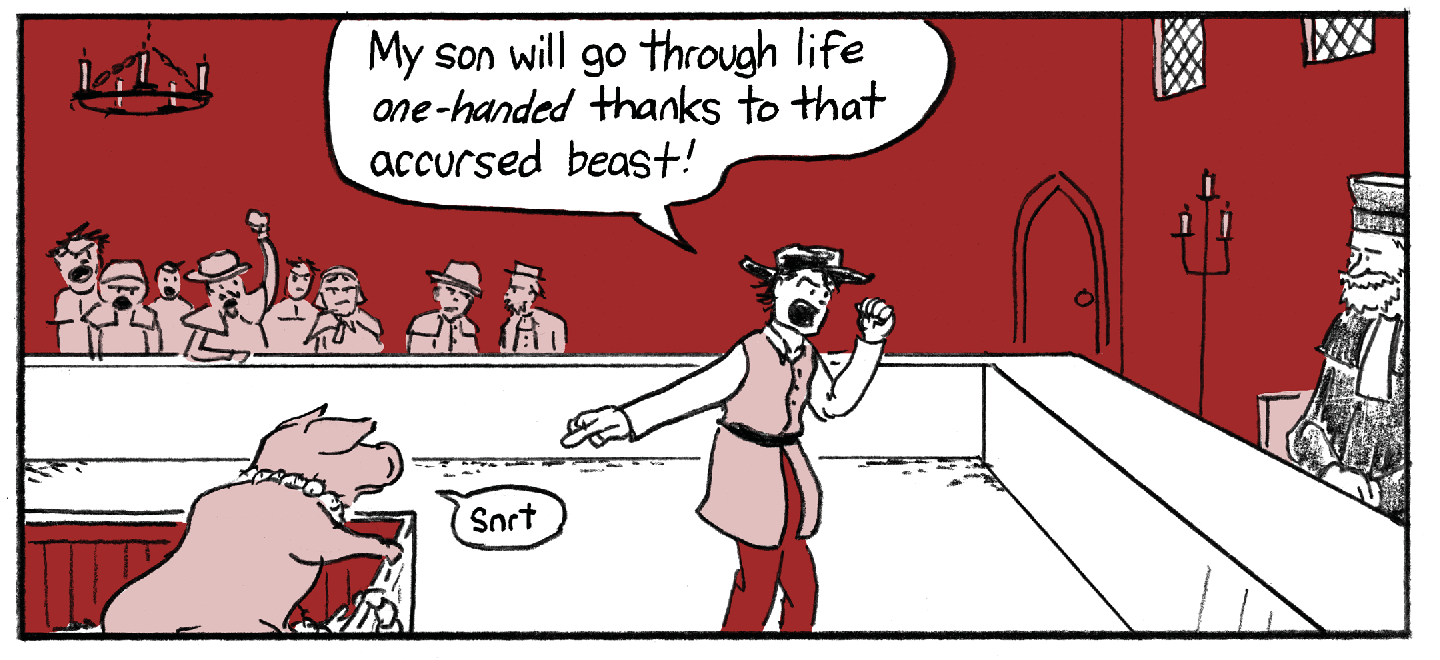 My son will go through life
one-handed thanks to that
accursed beast!
Snrt